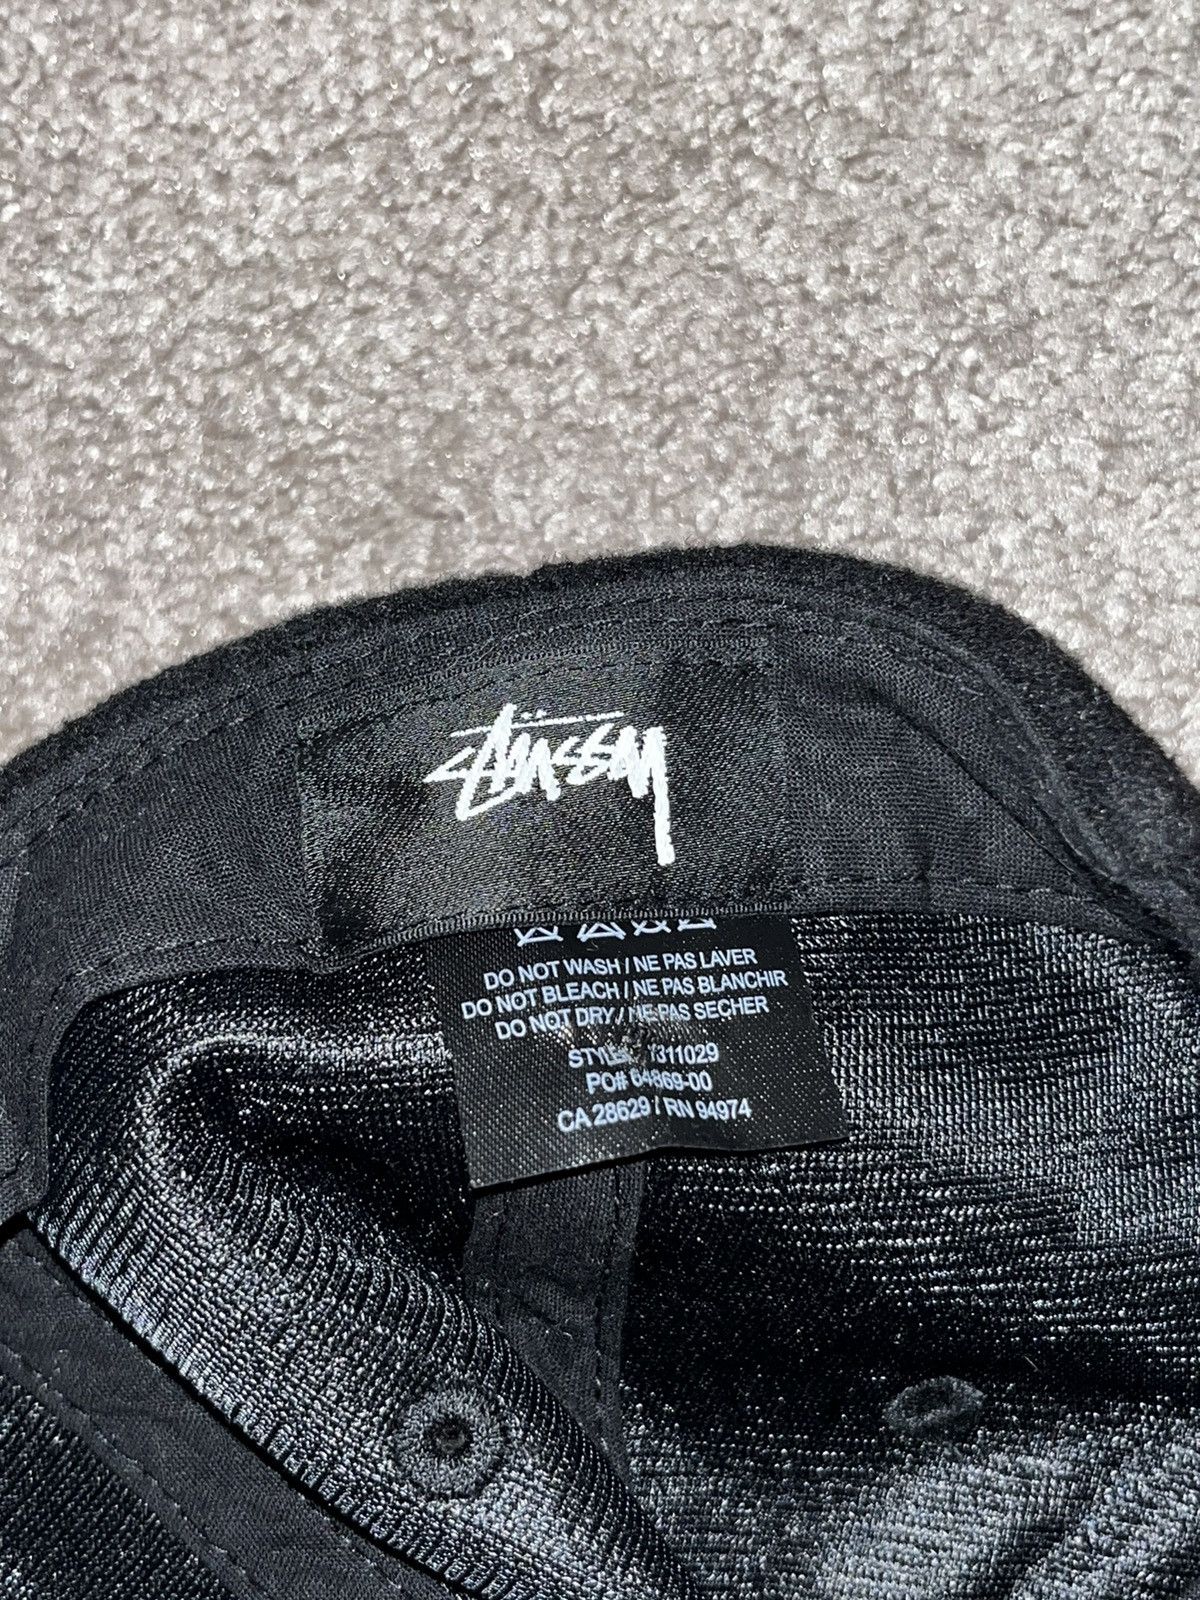 Stüssy
DO NOT WASH / NE PAS LAVER
DO NOT BLEACH / NE PAS BLANCHIR
DO NOT DRY / NE PAS SECHER
1311029
PO# 64869-00
CA 28629 / RN 94974